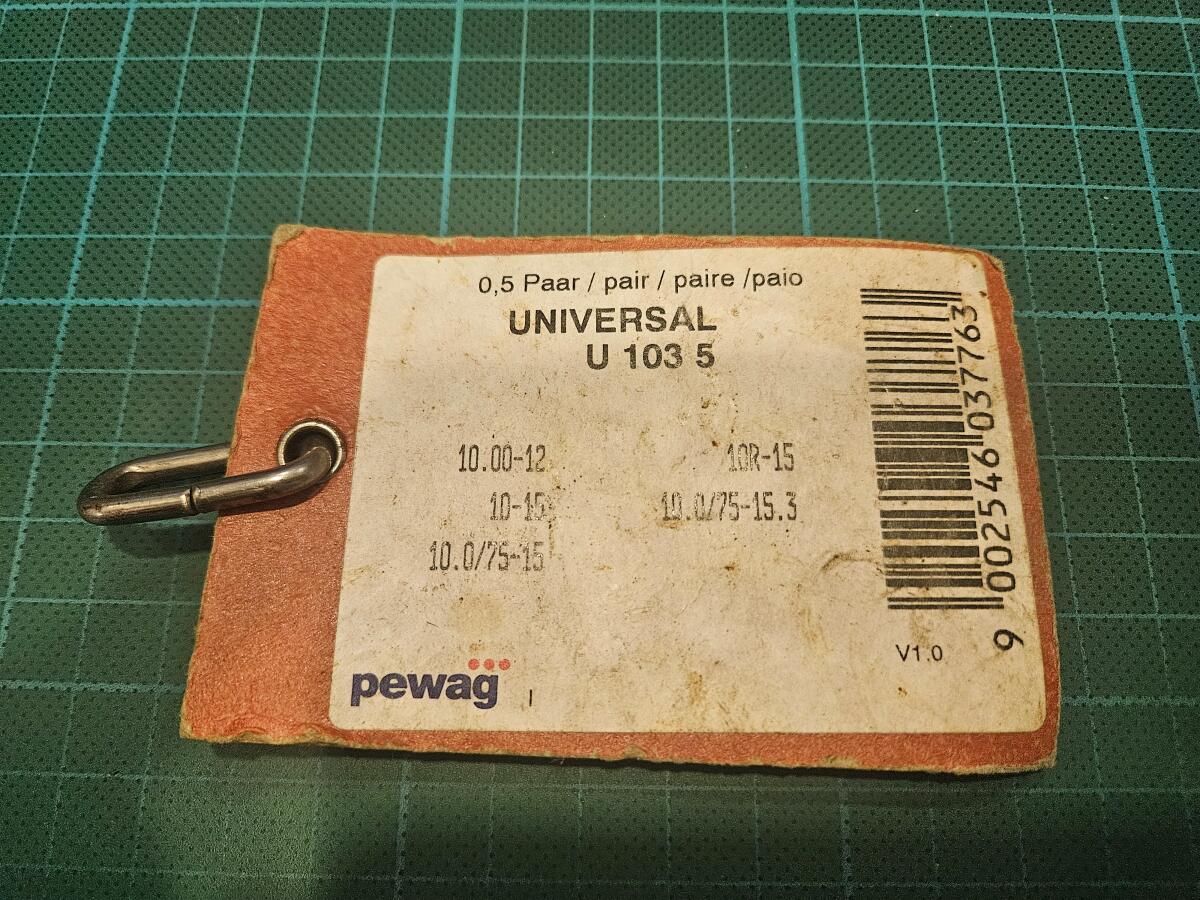 0,5 Paar / pair / paire /paio
UNIVERSAL
U 103 5
10.00-12 10R-15
10-15 10.0/75-15.3
10.0/75-15
pewag I
V1.0
9 002546 037763